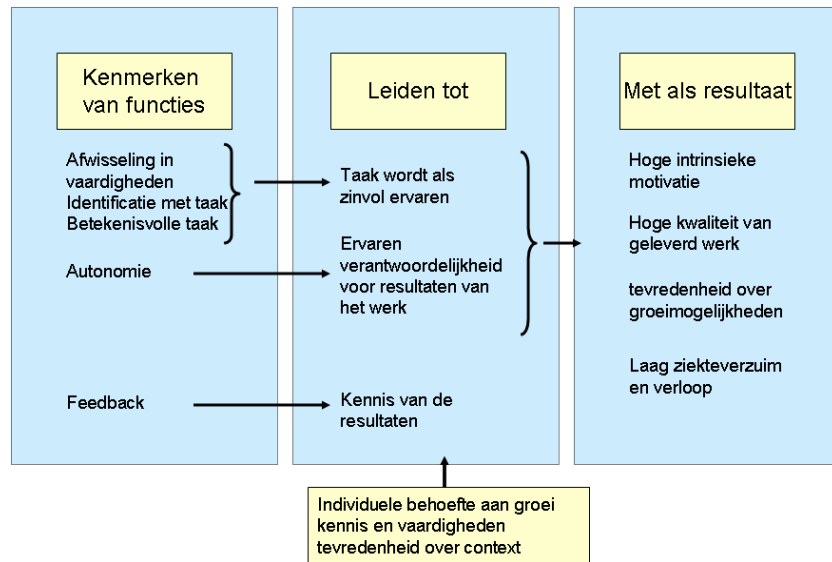 Kenmerken
van functies
Afwisseling in
vaardigheden
Identificatie met taak
Betekenisvolle taak
Autonomie
Feedback
Leiden tot
Taak wordt als
zinvol ervaren
Ervaren
verantwoordelijkheid
voor resultaten van
het werk
Kennis van de
resultaten
Met als resultaat
Hoge intrinsieke
motivatie
Hoge kwaliteit van
geleverd werk
tevredenheid over
groeimogelijkheden
Laag ziekteverzuim
en verloop
Individuele behoefte aan groei
kennis en vaardigheden
tevredenheid over context